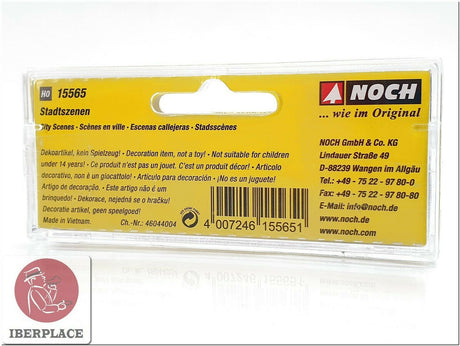 H0 15565
Stadtszenen
City Scenes • Scènes en ville • Escenas callejeras • Stadsscènes
Dekoartikel, kein Spielzeug! • Decoration item, not a toy! • Not suitable for children
under 14 years! • Ce produit n'est pas un jouet. C'est un produit décor! • Articolo
decorativo, non è un giocattolo! • Artículo para decoración • ¡No es un juguete!
Artigo de decoração • Este artigo não é um
brinquedo! • Dekorace, nejedná se o hračku!
Decoratie artikel, geen speelgoed!
Made in Vietnam. Ch.-Nr.: 46044004
4 007246 155651
NOCH
... wie im Original
NOCH GmbH & Co. KG
Lindauer Straße 49
D-88239 Wangen im Allgäu
Tel.: +49 - 75 22 - 97 80-0
Fax: +49 - 75 22 - 97 80-80
E-Mail: info@noch.de
www.noch.de
www.noch.com
IBERPLACE